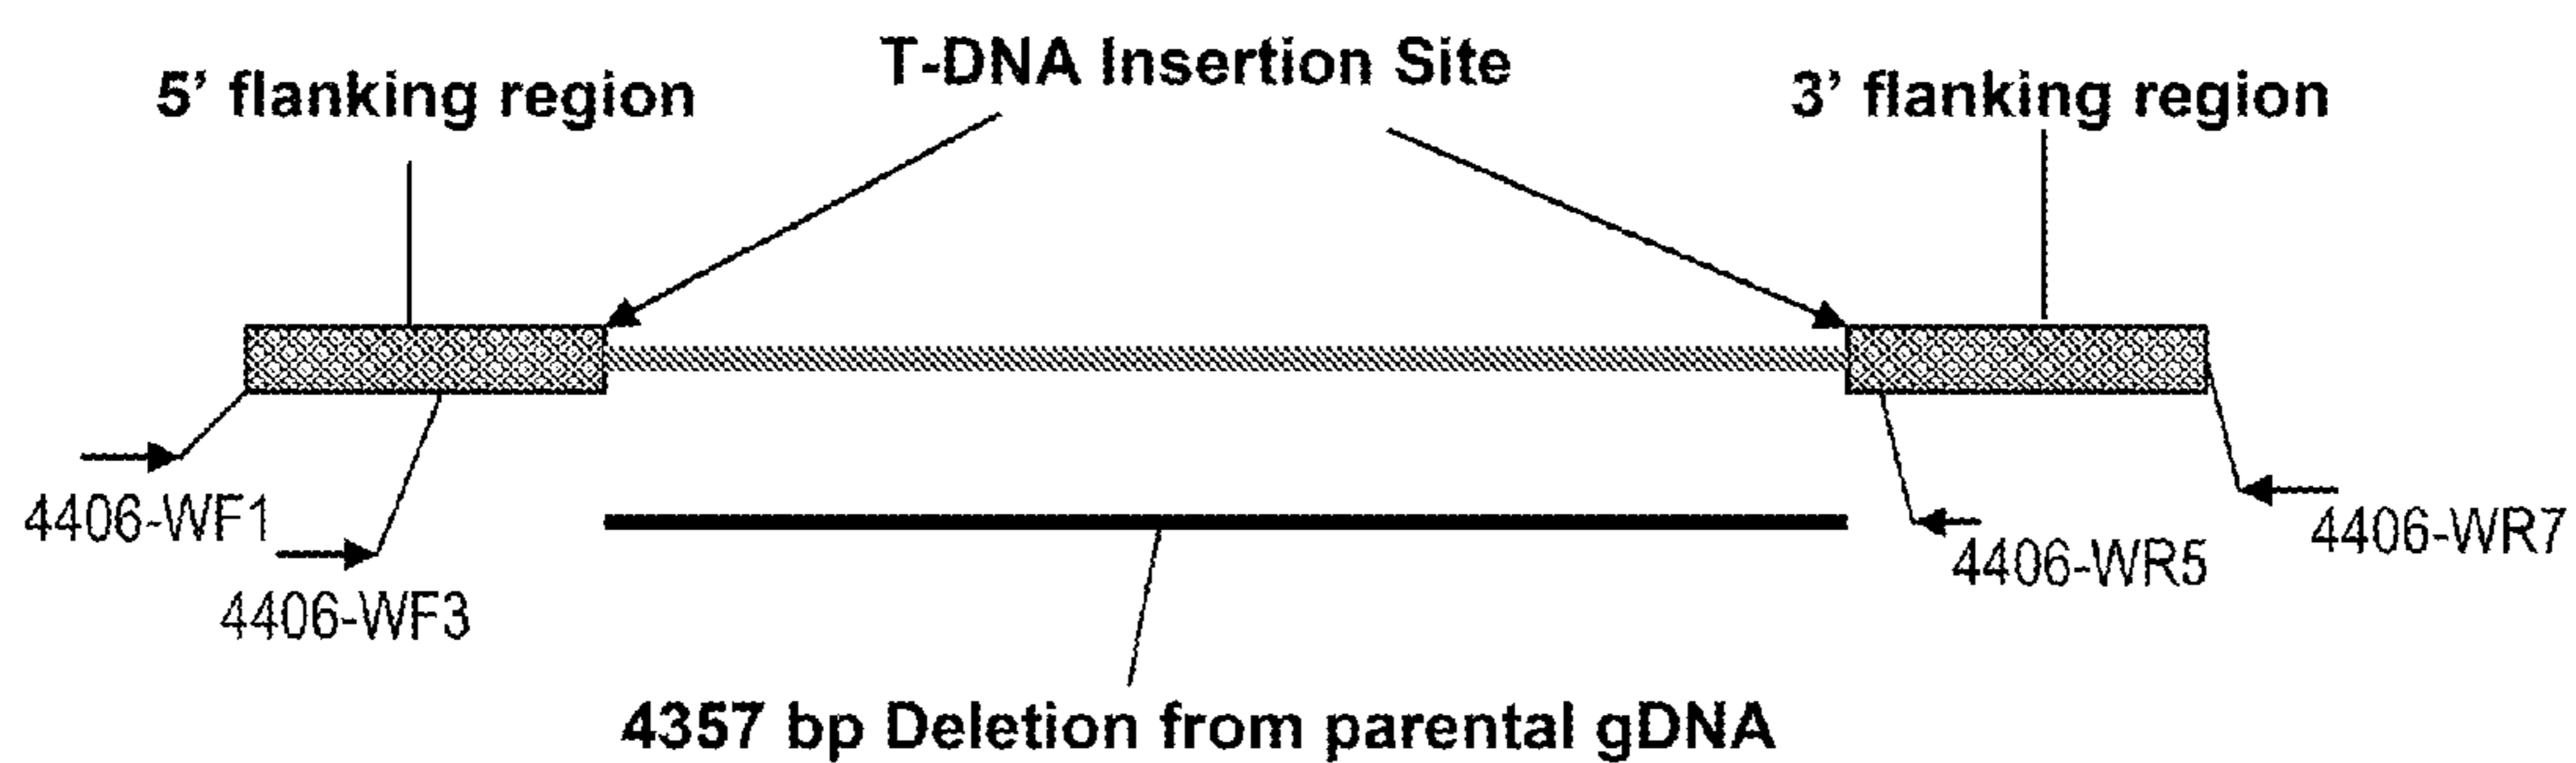 T-DNA Insertion Site
5' flanking region
3' flanking region
4406-WF1
4406-WF3
4406-WR5
4406-WR7
4357 bp Deletion from parental gDNA